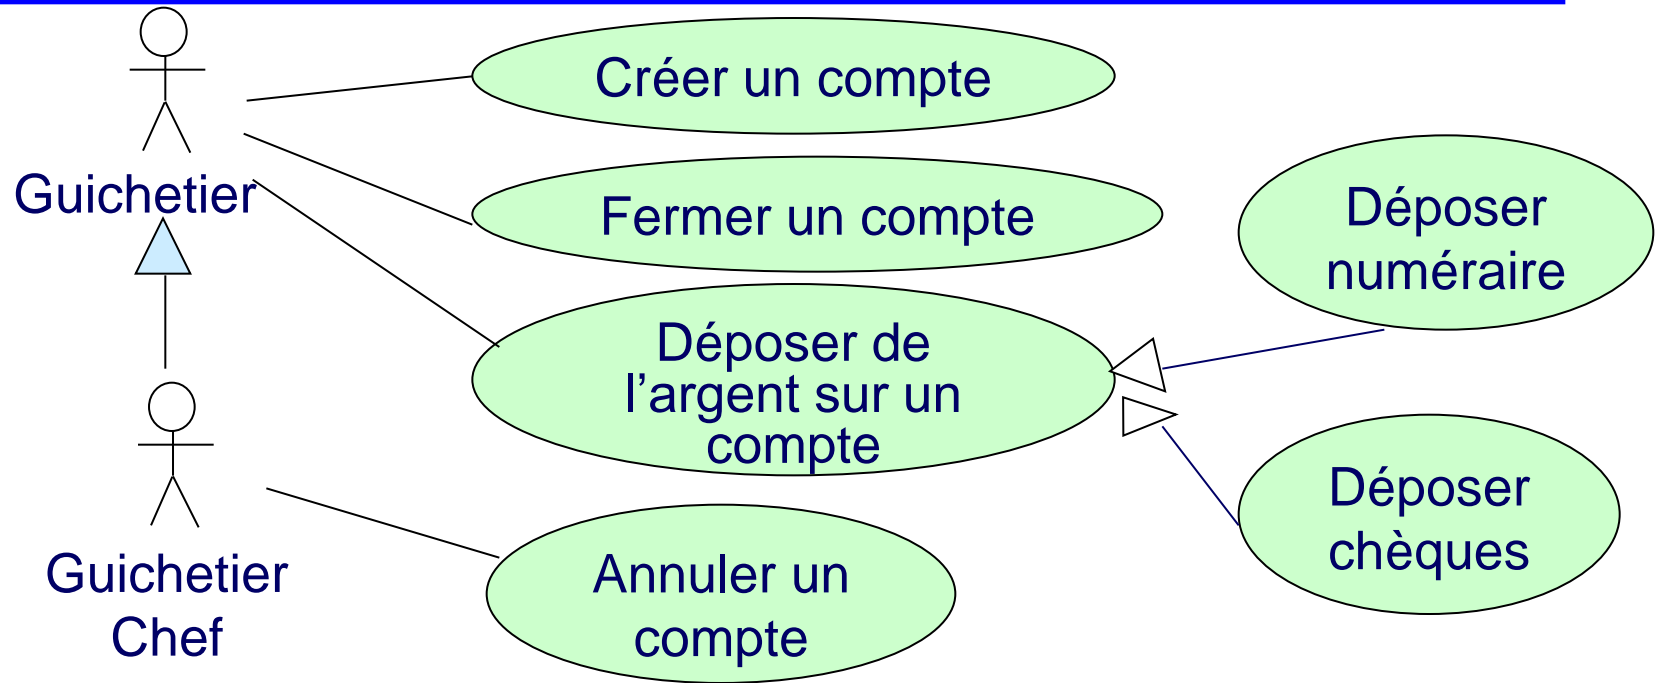 Créer un compte
Guichetier
Fermer un compte
Déposer
numéraire
Déposer de
l’argent sur un
compte
Déposer
chèques
Guichetier
Chef
Annuler un
compte